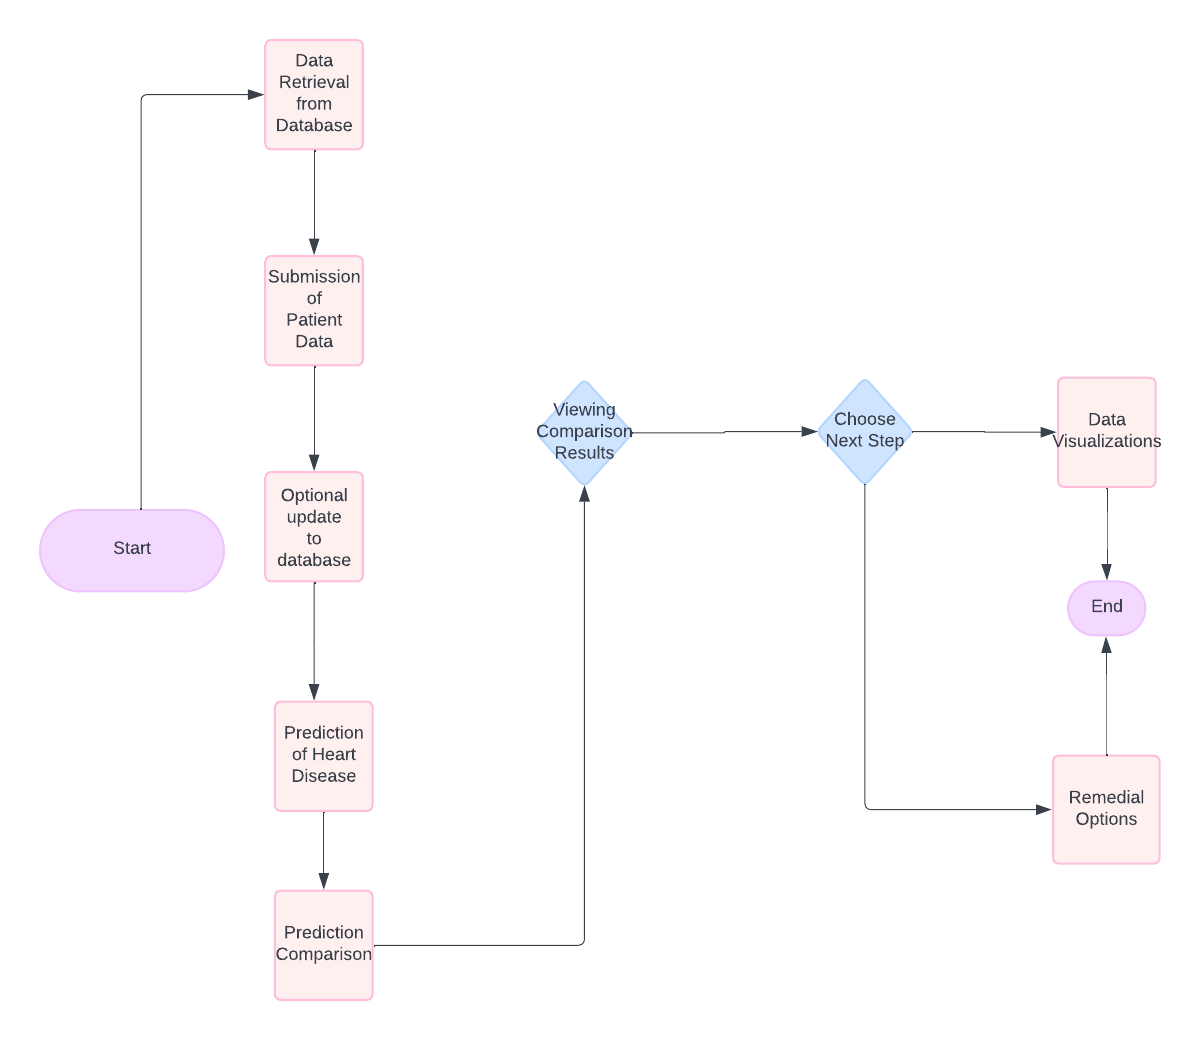 Data
Retrieval
from
Database
Submission
of
Patient
Data
Optional
update
to
database
Start
Prediction
of Heart
Disease
Prediction
Comparison
Viewing
Comparison
Results
Choose
Next Step
Data
Visualizations
End
Remedial
Options